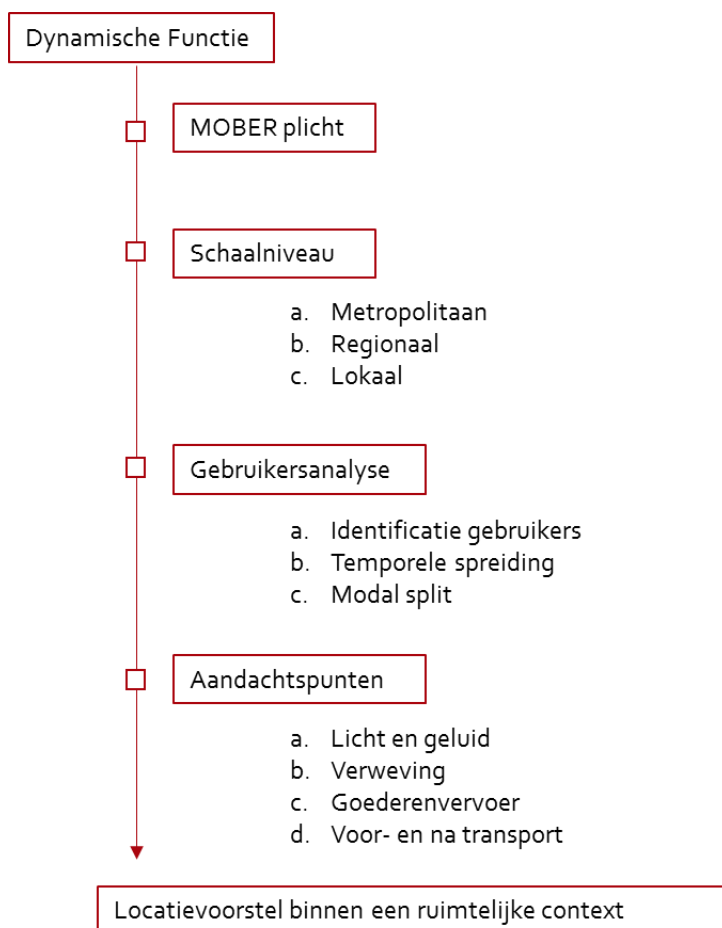 Dynamische Functie
MOBER plicht
Schaalniveau
a. Metropolitaan
b. Regionaal
c. Lokaal
Gebruikersanalyse
a. Identificatie gebruikers
b. Temporele spreiding
c. Modal split
Aandachtspunten
a. Licht en geluid
b. Verweving
c. Goederenvervoer
d. Voor- en na transport
Locatievoorstel binnen een ruimtelijke context